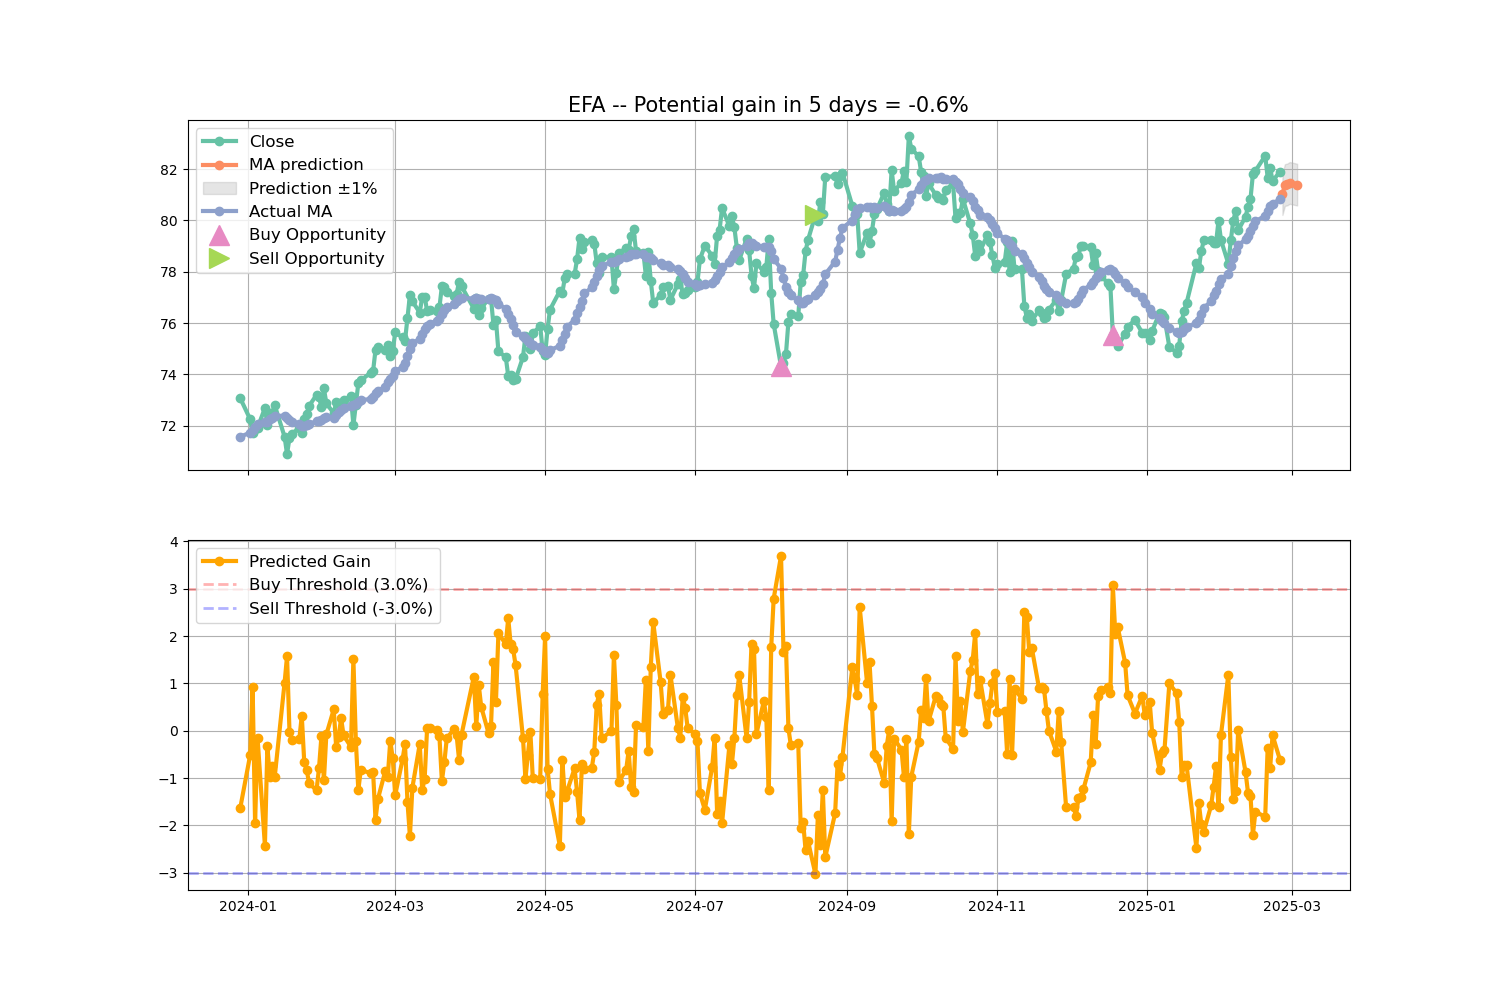 EFA -- Potential gain in 5 days = -0.6%
Close
MA prediction
Prediction ±1%
Actual MA
Buy Opportunity
Sell Opportunity
82
80
78
76
74
72
Predicted Gain
Buy Threshold (3.0%)
Sell Threshold (-3.0%)
4
3
2
1
0
−1
−2
−3
2024-01 2024-03 2024-05 2024-07 2024-09 2024-11 2025-01 2025-03